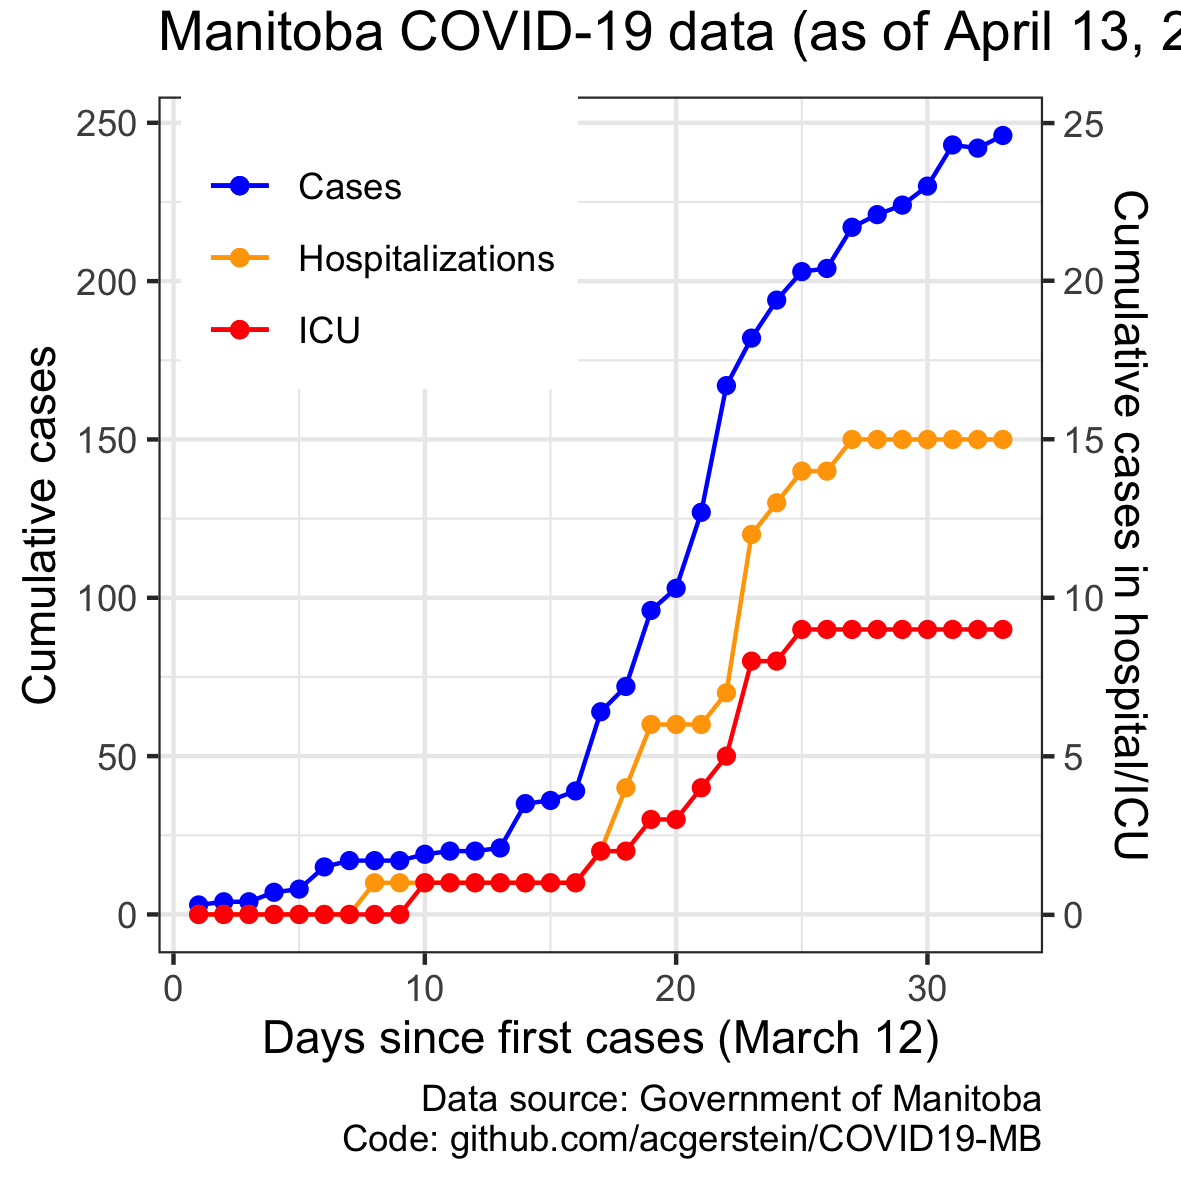 Manitoba COVID-19 data (as of April 13, 2
250
200
150
100
50
0
Cumulative cases
Cases
Hospitalizations
ICU
25
20
15
10
5
0
Cumulative cases in hospital/ICU
0 10 20 30
Days since first cases (March 12)
Data source: Government of Manitoba
Code: github.com/acgerstein/COVID19-MB